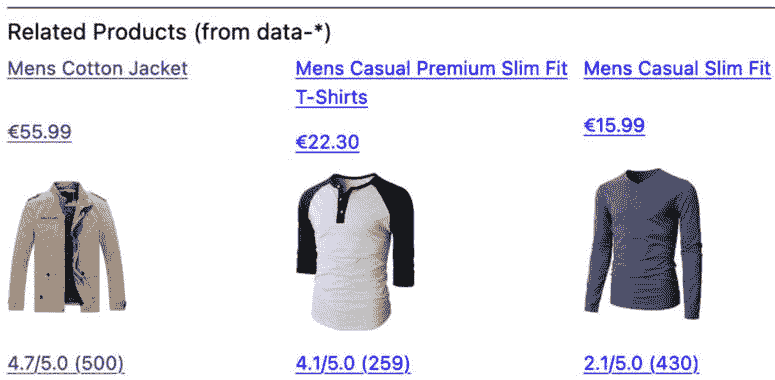 Related Products (from data-*)
Mens Cotton Jacket
€55.99
4.7/5.0 (500)
Mens Casual Premium Slim Fit
T-Shirts
€22.30
4.1/5.0 (259)
Mens Casual Slim Fit
€15.99
2.1/5.0 (430)